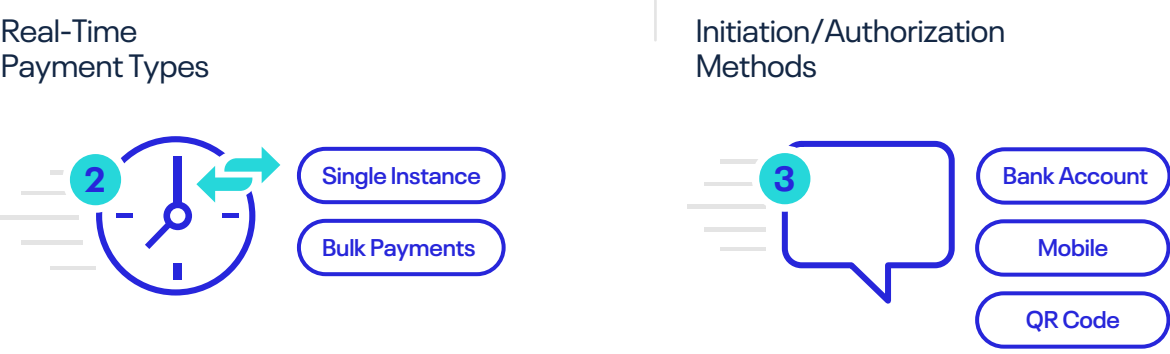 Real-Time
Payment Types
2
Single Instance
Bulk Payments
Initiation/Authorization
Methods
3
Bank Account
Mobile
QR Code